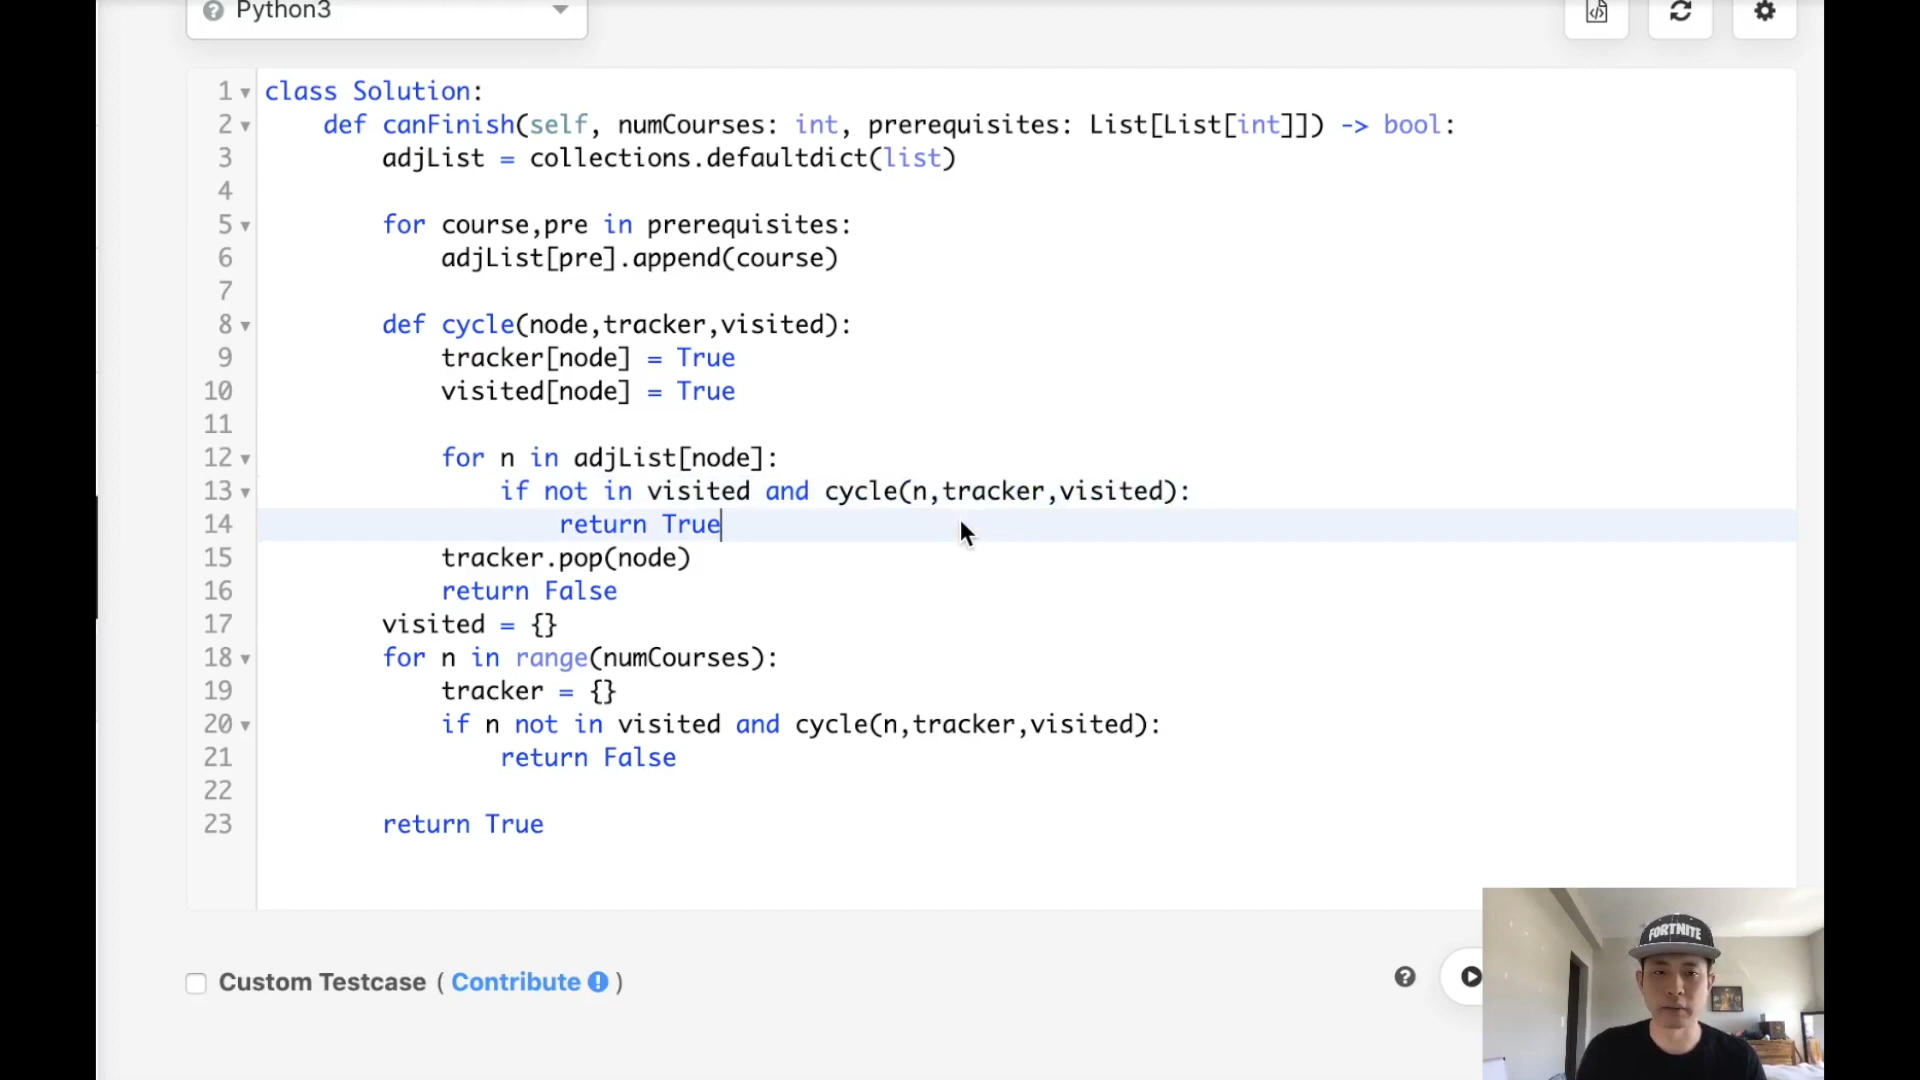 Python3
1 class Solution:
2 def canFinish(self, numCourses: int, prerequisites: List[List[int]]) -> bool:
3 adjList = collections.defaultdict(list)
4
5 for course,pre in prerequisites:
6 adjList[pre].append(course)
7
8 def cycle(node,tracker,visited):
9 tracker[node] = True
10 visited[node] = True
11
12 for n in adjList[node]:
13 if not in visited and cycle(n,tracker,visited):
14 return True
15 tracker.pop(node)
16 return False
17 visited = {}
18 for n in range(numCourses):
19 tracker = {}
20 if n not in visited and cycle(n,tracker,visited):
21 return False
22
23 return True
Custom Testcase ( Contribute )
FORTNITE